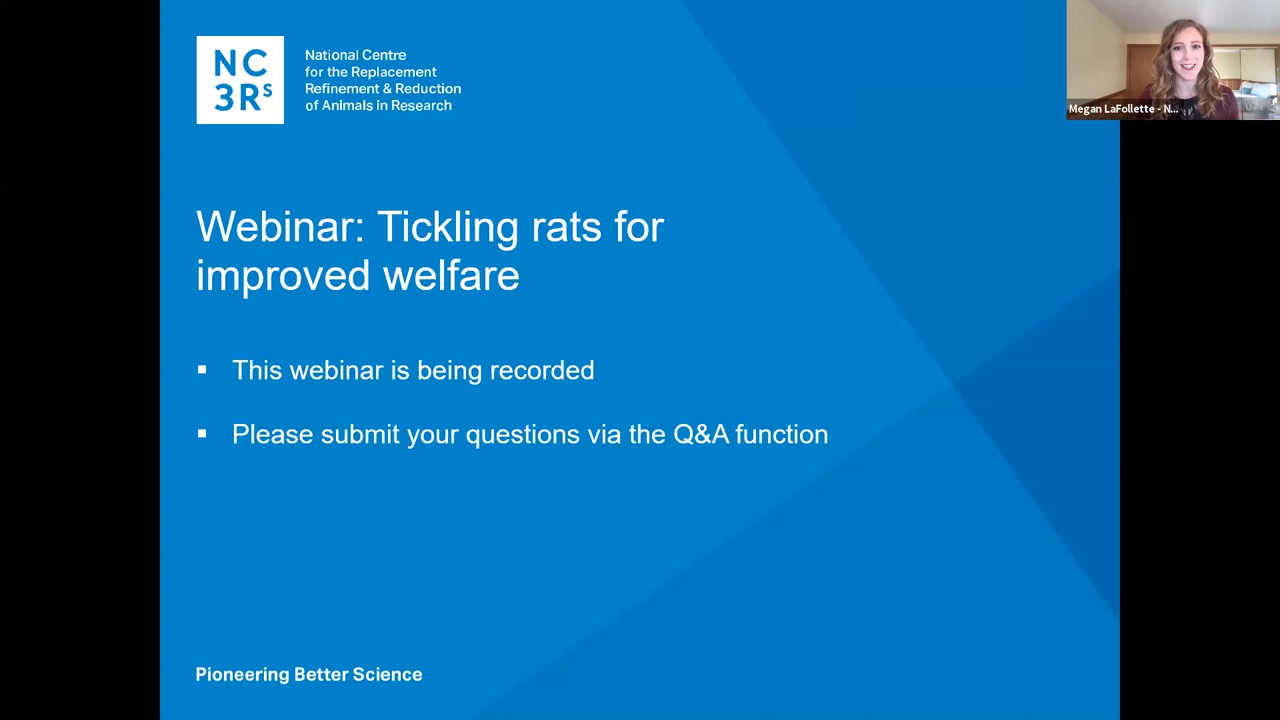 NC
3Rs
National Centre
for the Replacement
Refinement & Reduction
of Animals in Research
Megan LaFollette - N...
Webinar: Tickling rats for
improved welfare
▪ This webinar is being recorded
▪ Please submit your questions via the Q&A function
Pioneering Better Science